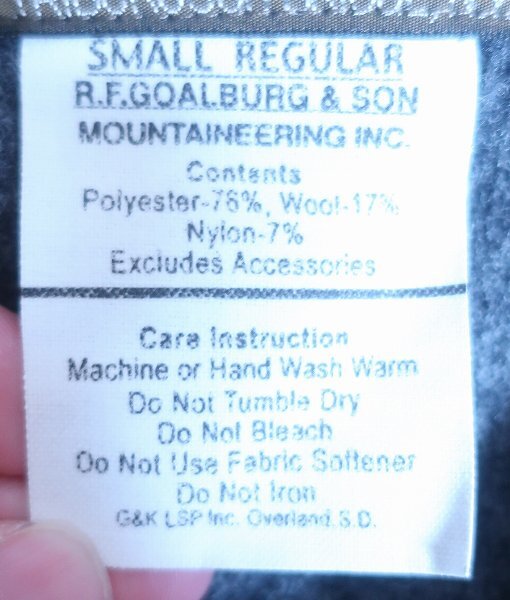 SMALL REGULAR
R.F.GOALBURG & SON
MOUNTAINEERING INC.
Contents
Polyester-76%, Wool-17%
Nylon-7%
Excludes Accessories
Care Instruction
Machine or Hand Wash Warm
Do Not Tumble Dry
Do Not Bleach
Do Not Use Fabric Softener
Do Not Iron
G&K LSP Inc. Overland.S.D.